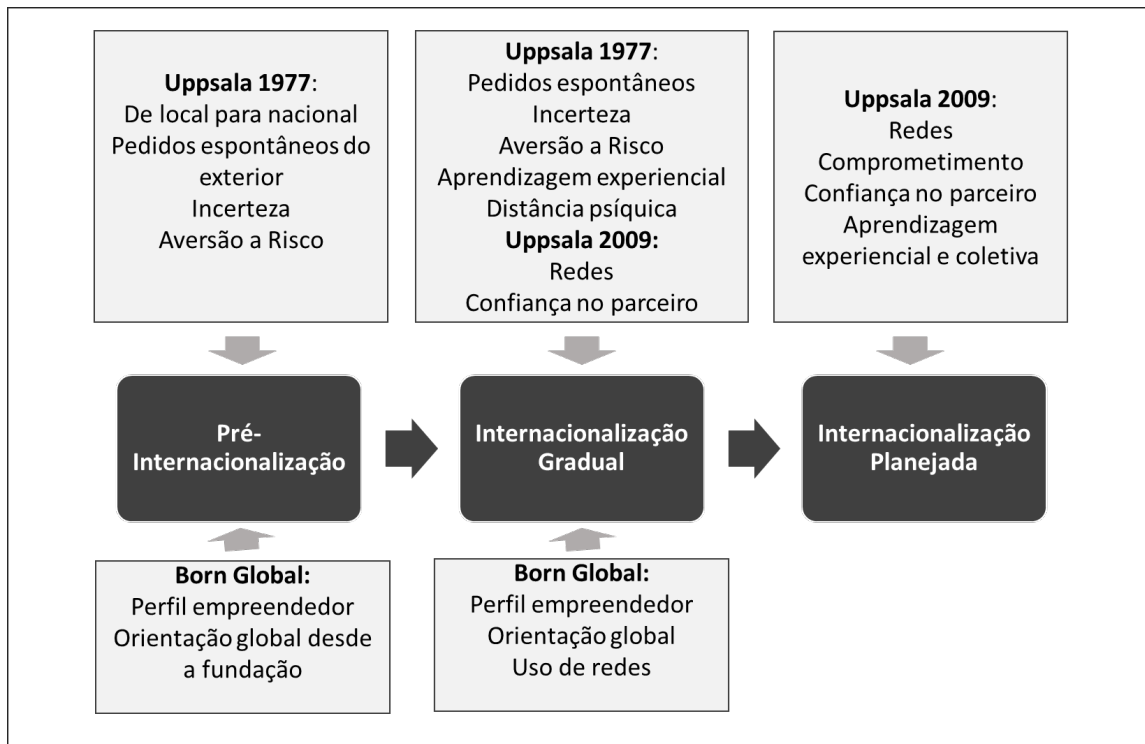 Uppsala 1977:
De local para nacional
Pedidos espontâneos do
exterior
Incerteza
Aversão a Risco
Uppsala 1977:
Pedidos espontâneos
Incerteza
Aversão a Risco
Aprendizagem experiencial
Distância psíquica
Uppsala 2009:
Redes
Confiança no parceiro
Uppsala 2009:
Redes
Comprometimento
Confiança no parceiro
Aprendizagem
experiencial e coletiva
Pré-
Internacionalização
Internacionalização
Gradual
Internacionalização
Planejada
Born Global:
Perfil empreendedor
Orientação global desde
a fundação
Born Global:
Perfil empreendedor
Orientação global
Uso de redes